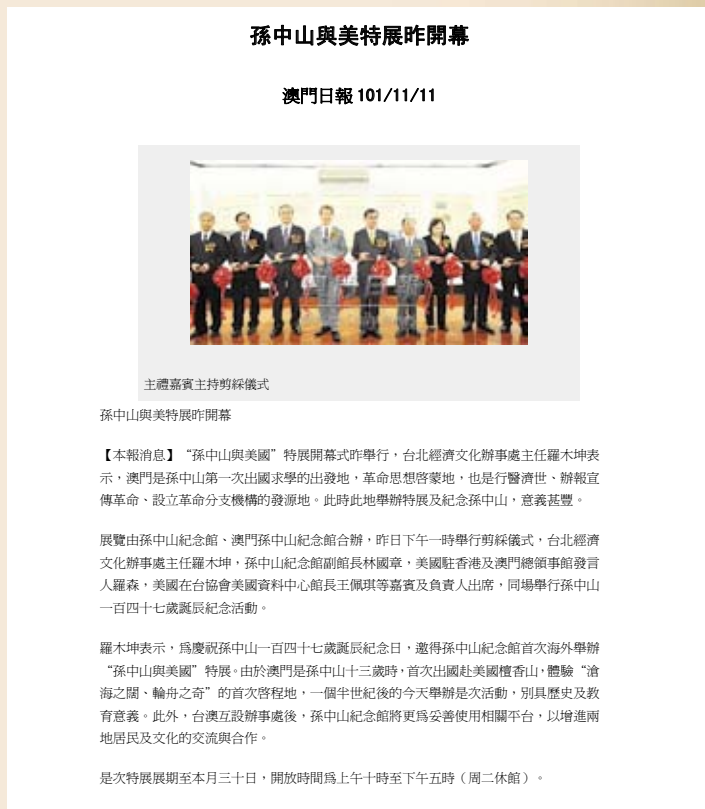 孫中山與美特展昨開幕
澳門日報 101/11/11
主禮嘉賓主持剪綵儀式
孫中山與美特展昨開幕
【本報消息】“孫中山與美國”特展開幕式昨舉行，台北經濟文化辦事處主任羅木坤表
示，澳門是孫中山第一次出國求學的出發地，革命思想啓蒙地，也是行醫濟世、辦報宣
傳革命、設立革命分支機構的發源地。此時此地舉辦特展及紀念孫中山，意義甚豐。
展覽由孫中山紀念館、澳門孫中山紀念館合辦，昨日下午一時舉行剪綵儀式，台北經濟
文化辦事處主任羅木坤，孫中山紀念館副館長林國章，美國駐香港及澳門總領事館發言
人羅森，美國在台協會美國資料中心館長王佩琪等嘉賓及負責人出席，同場舉行孫中山
一百四十七歲誕辰紀念活動。
羅木坤表示，爲慶祝孫中山一百四十七歲誕辰紀念日，邀得孫中山紀念館首次海外舉辦
“孫中山與美國”特展。由於澳門是孫中山十三歲時，首次出國赴美國檀香山，體驗“滄
海之闊、輪舟之奇”的首次啓程地，一個半世紀後的今天舉辦是次活動，別具歷史及教
育意義。此外，台澳互設辦事處後，孫中山紀念館將更爲妥善使用相關平台，以增進兩
地居民及文化的交流與合作。
是次特展展期至本月三十日，開放時間爲上午十時至下午五時（周二休館）。